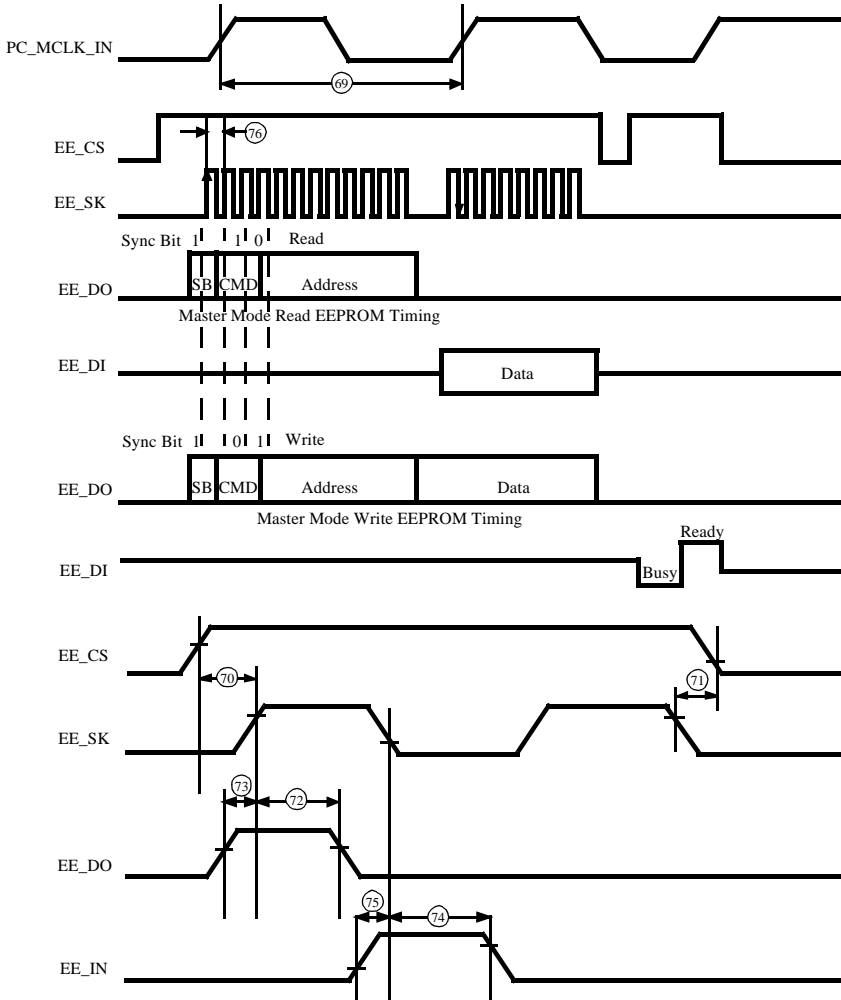 PC_MCLK_IN
69
EE_CS
76
EE_SK
Sync Bit 1 1 0 Read
EE_DO SB CMD Address
Master Mode Read EEPROM Timing
EE_DI Data
Sync Bit 1 0 1 Write
EE_DO SB CMD Address Data
Master Mode Write EEPROM Timing
Ready
EE_DI Busy
EE_CS
70 71
EE_SK
73 72
EE_DO
75 74
EE_IN